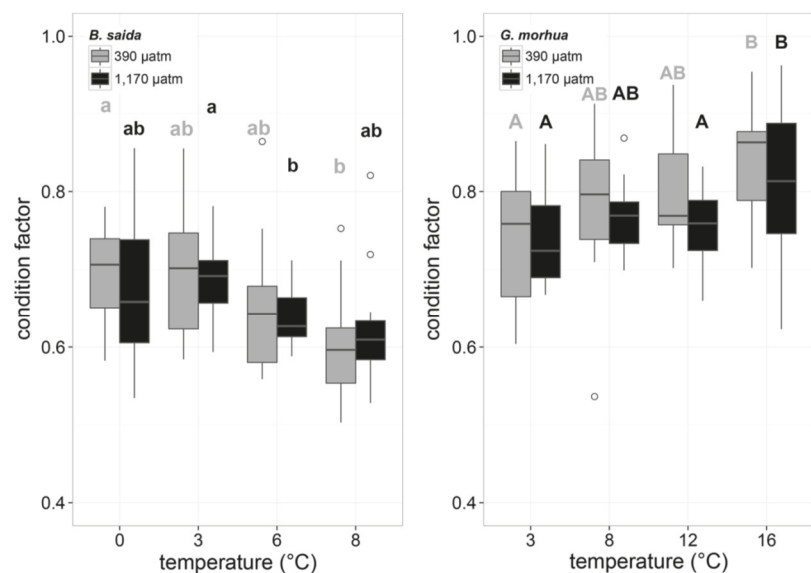 B. saida
390 µatm
1,170 µatm
a
ab
ab
a
ab
b
b
ab
1.0
0.8
0.6
0.4
condition factor
0 3 6 8
temperature (°C)
G. morhua
390 µatm
1,170 µatm
A
A
AB
AB
AB
A
B
B
1.0
0.8
0.6
0.4
condition factor
3 8 12 16
temperature (°C)